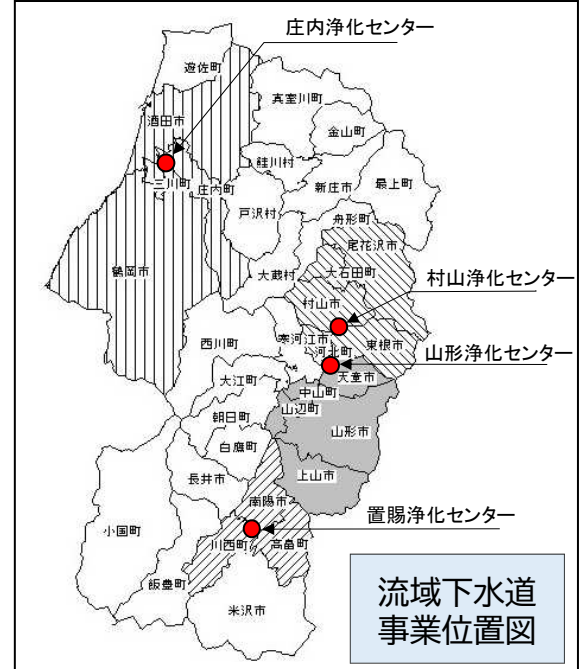 庄内浄化センター
遊佐町
真室川町
酒田市
金山町
鮭川村
三川町
庄内町
新庄市
最上町
戸沢村
舟形町
尾花沢市
鶴岡市
大蔵村
大石田町
村山浄化センター
村山市
西川町
寒河江市
東根市
河北町
山形浄化センター
大江町
天童市
中山町
朝日町
山辺町
山形市
白鷹町
長井市
上山市
南陽市
置賜浄化センター
小国町
川西町
高畠町
飯豊町
米沢市
流域下水道
事業位置図